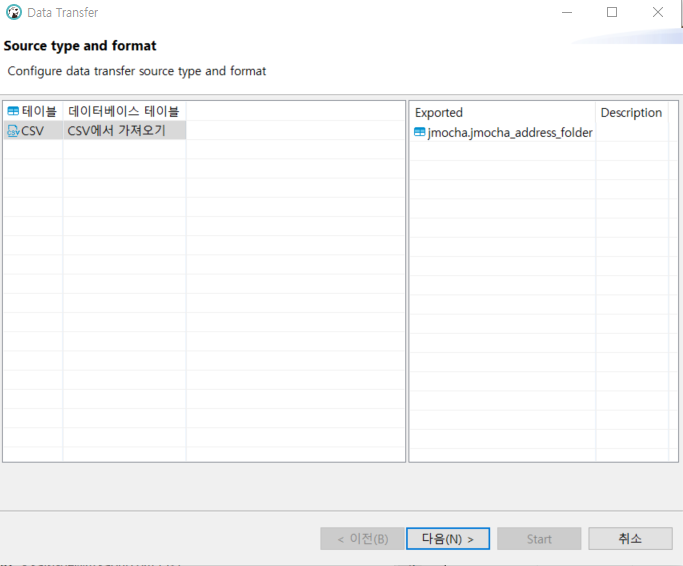 Data Transfer
Source type and format
Configure data transfer source type and format
테이블 데이터베이스 테이블
CSV CSV에서 가져오기
Exported Description
jmocha.jmocha_address_folder
< 이전(B) 다음(N) > Start 취소